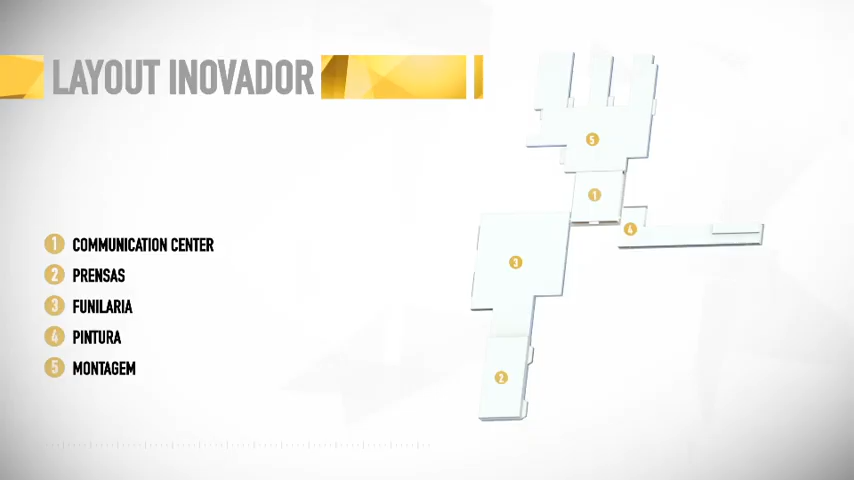 LAYOUT INOVADOR
1 COMMUNICATION CENTER
2 PRENSAS
3 FUNILARIA
4 PINTURA
5 MONTAGEM
5
1
4
3
2